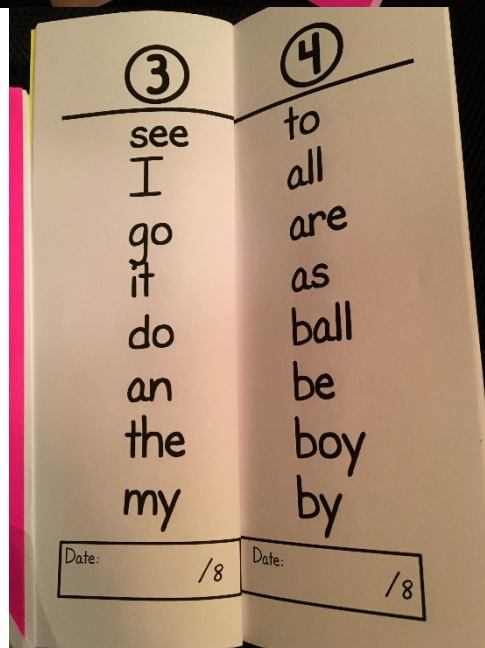 3
see
I
go
it
do
an
the
my
Date:
/8
4
to
all
are
as
ball
be
boy
by
Date:
/8